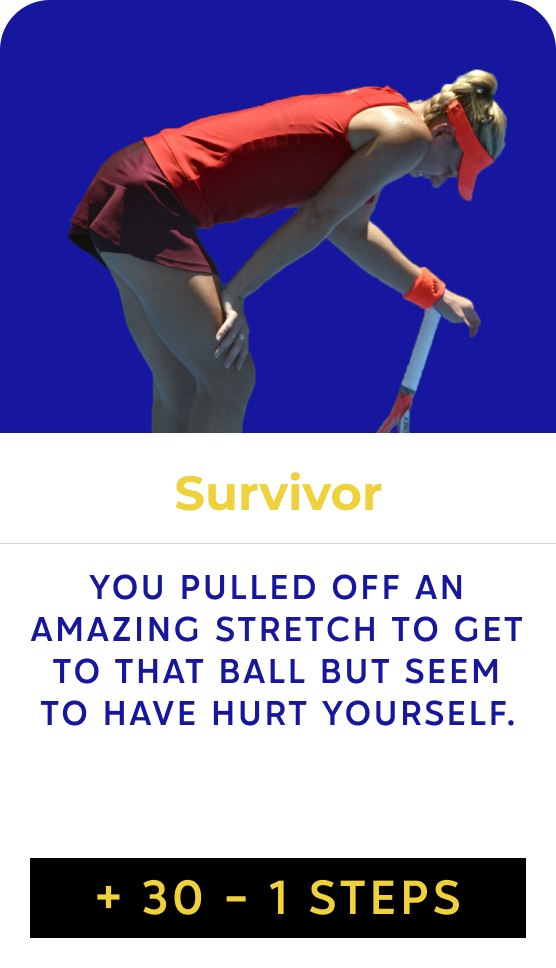 Survivor
YOU PULLED OFF AN
AMAZING STRETCH TO GET
TO THAT BALL BUT SEEM
TO HAVE HURT YOURSELF.
+ 30 – 1 STEPS